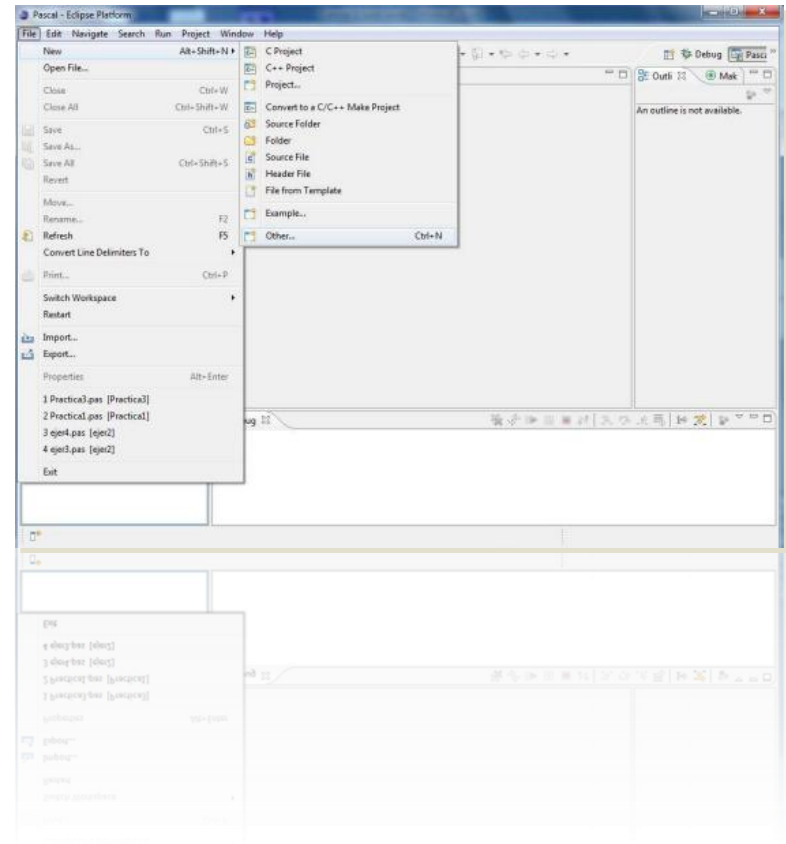 Pascal - Eclipse Platform
File Edit Navigate Search Run Project Window Help
New Alt+Shift+N
Open File...
Close Ctrl+W
Close All Ctrl+Shift+W
Save Ctrl+S
Save As...
Save All Ctrl+Shift+S
Revert
Move...
Rename... F2
Refresh F5
Convert Line Delimiters To
Print... Ctrl+P
Switch Workspace
Restart
Import...
Export...
Properties Alt+Enter
1 Practica3.pas [Practica3]
2 Practica1.pas [Practica1]
3 ejer4.pas [ejer2]
4 ejer3.pas [ejer2]
Exit
C Project
C++ Project
Project...
Convert to a C/C++ Make Project
Source Folder
Folder
Source File
Header File
File from Template
Example...
Other... Ctrl+N
Debug Pasca
Outli Mak
An outline is not available.
ug